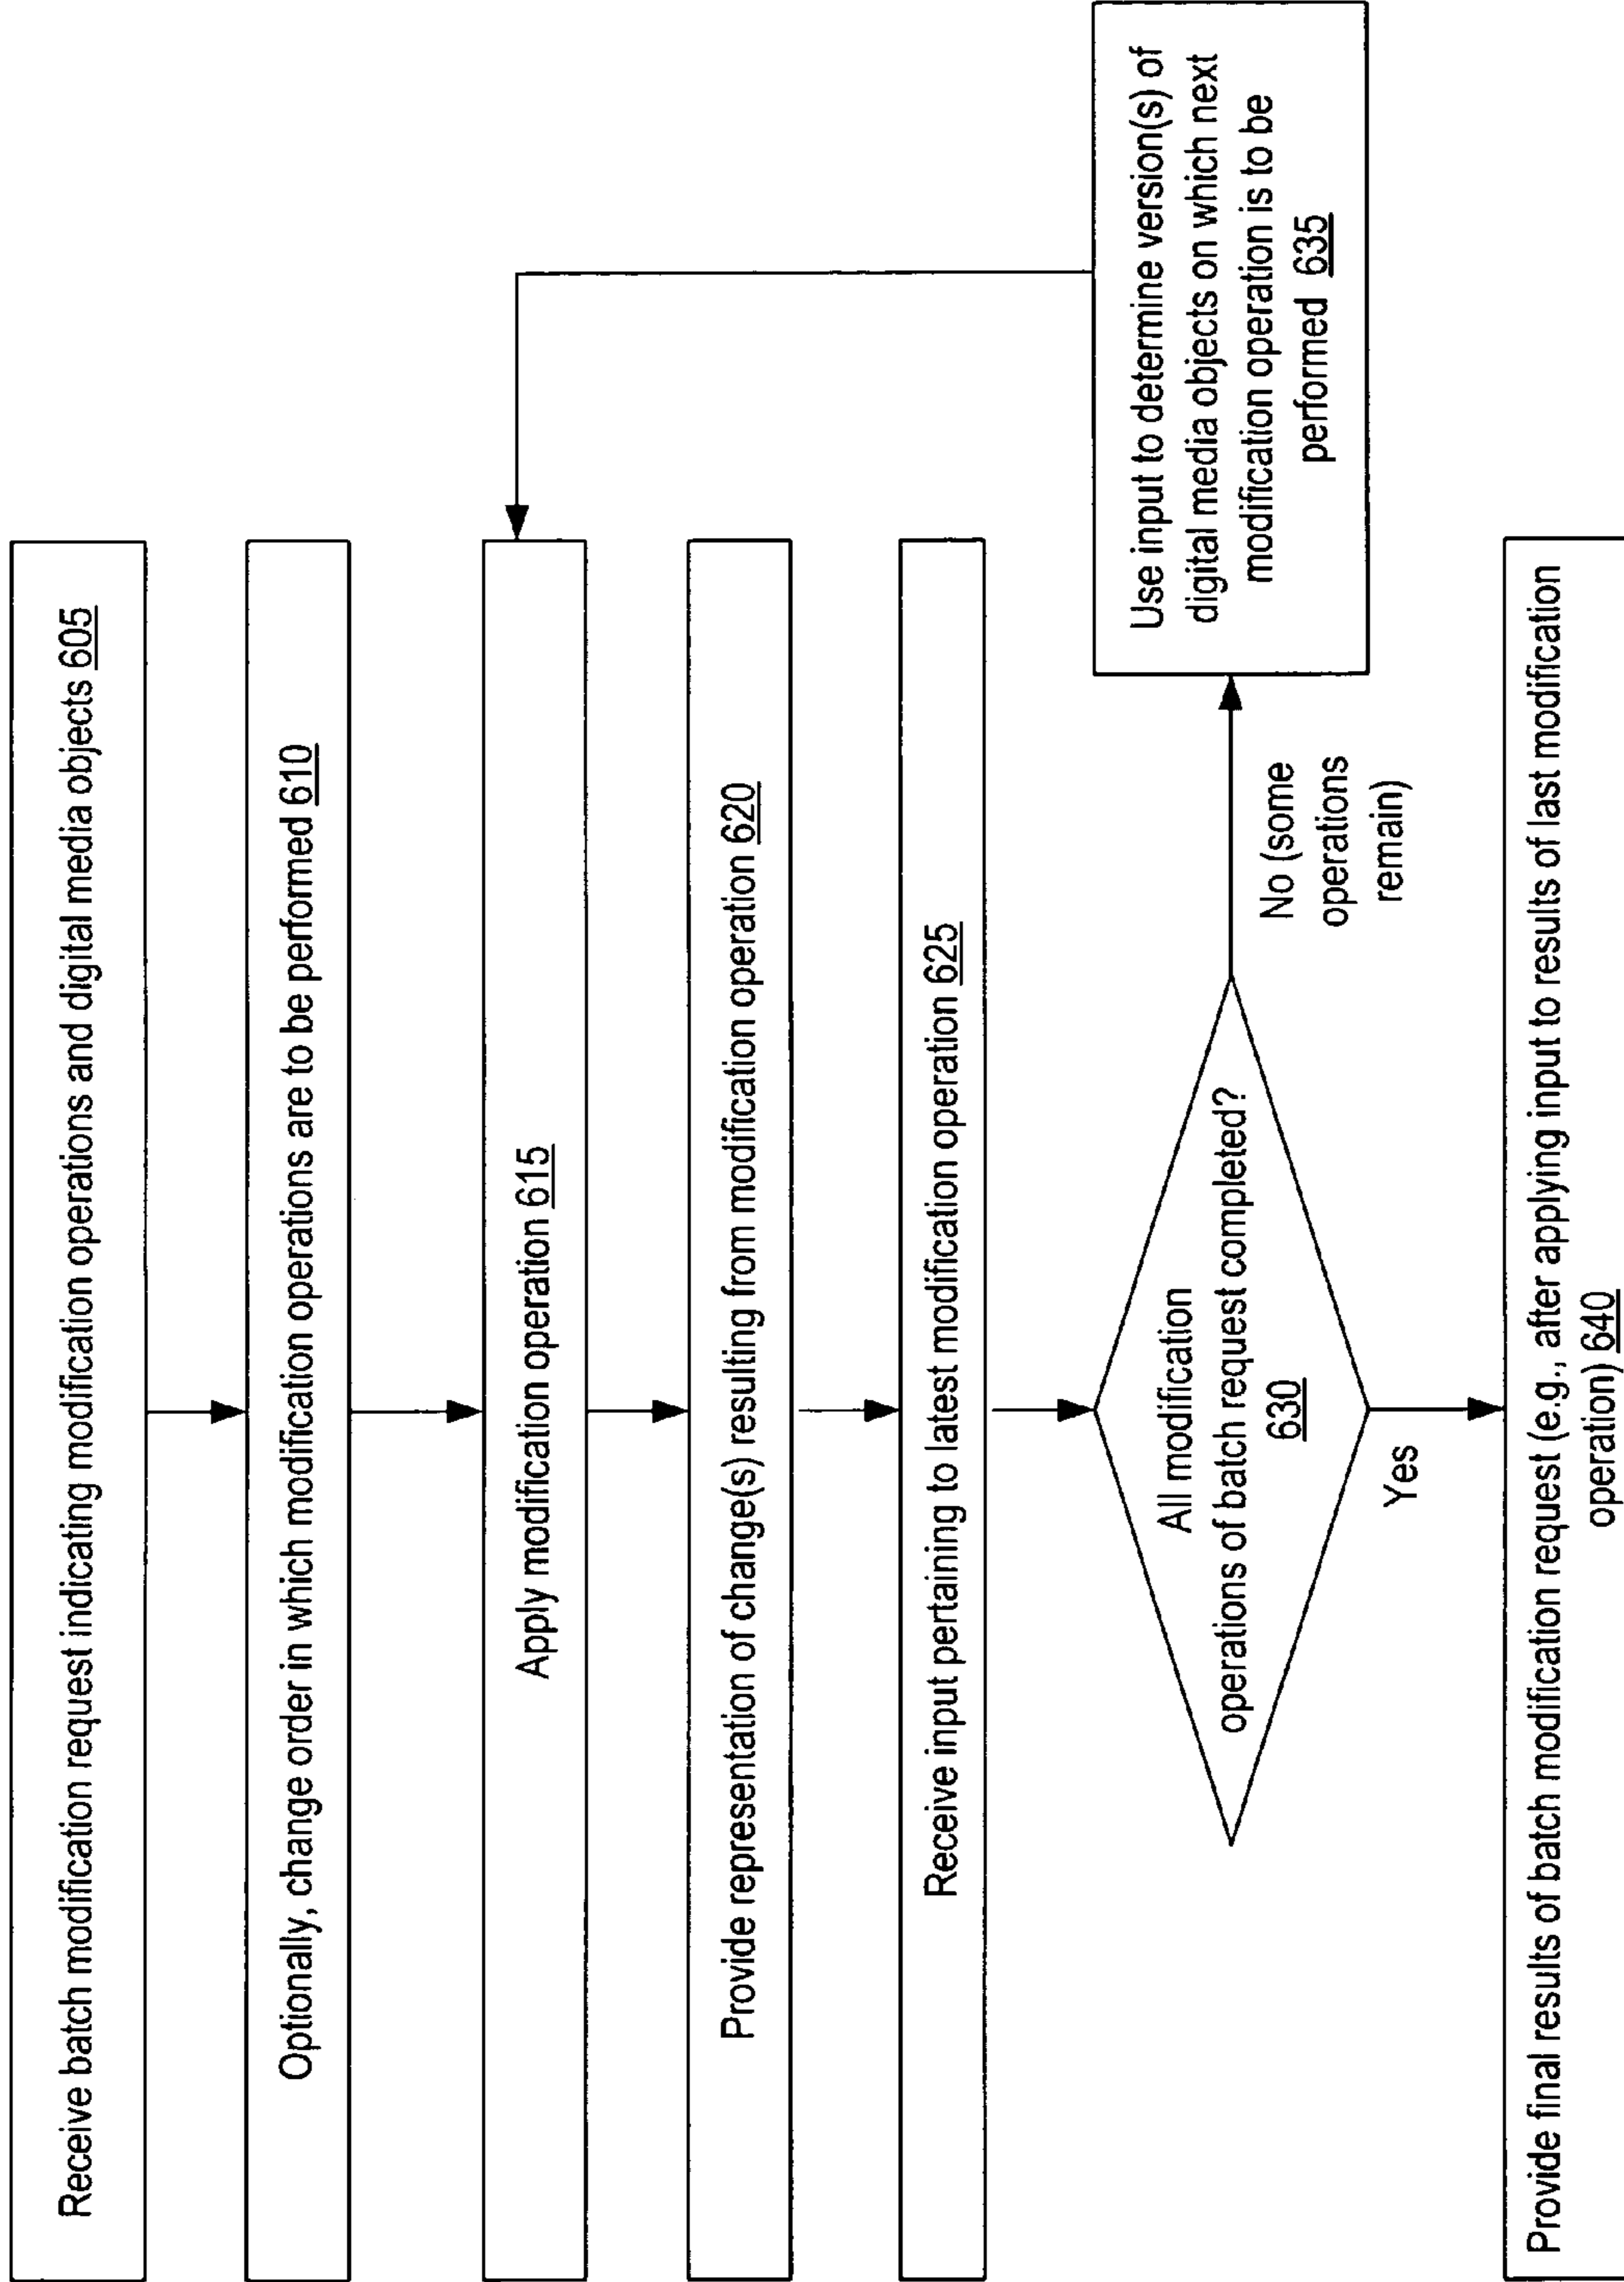 Receive batch modification request indicating modification operations and digital media objects 605
Optionally, change order in which modification operations are to be performed 610
Apply modification operation 615
Provide representation of change(s) resulting from modification operation 620
Receive input pertaining to latest modification operation 625
All modification
operations of batch request completed?
630
No (some
operations
remain)
Use input to determine version(s) of
digital media objects on which next
modification operation is to be
performed 635
Yes
Provide final results of batch modification request (e.g., after applying input to results of last modification
operation) 640